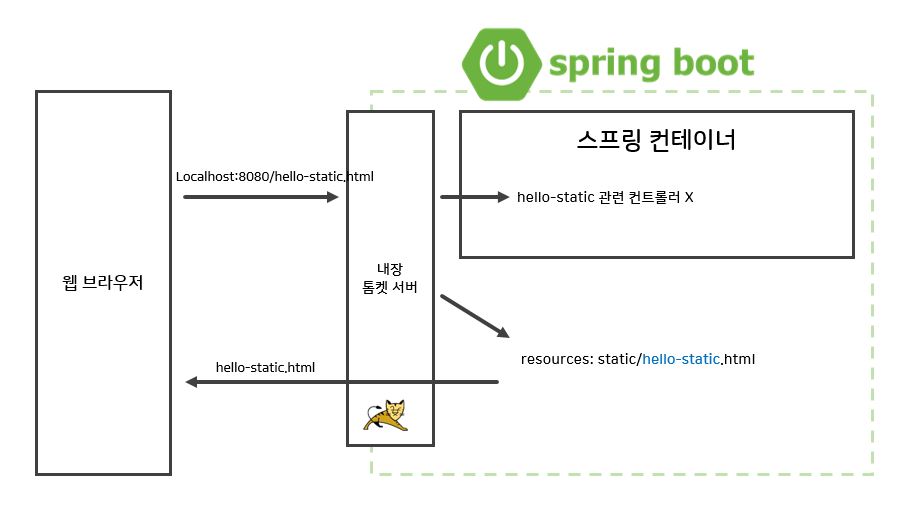 spring boot
스프링 컨테이너
Localhost:8080/hello-static.html
hello-static 관련 컨트롤러 X
웹 브라우저
내장
톰켓 서버
resources: static/hello-static.html
hello-static.html